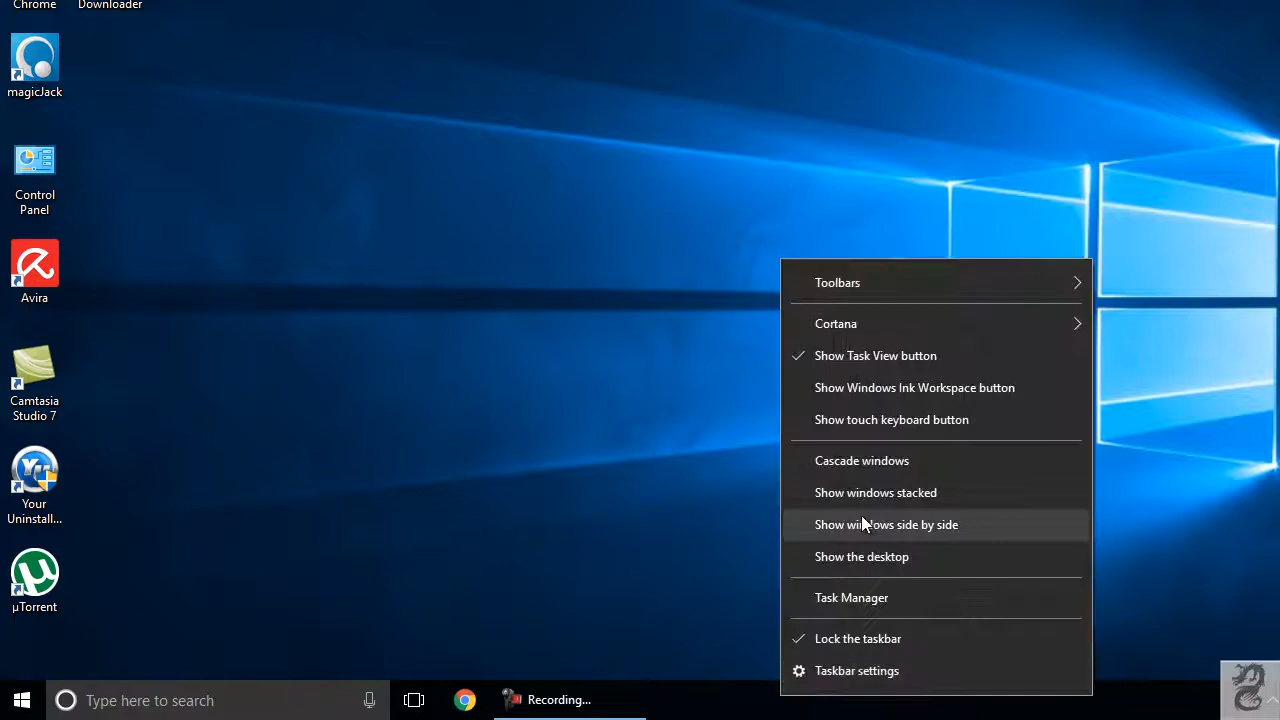 Chrome
Downloader
magicJack
Control
Panel
Avira
Camtasia
Studio 7
Your
Uninstall...
µTorrent
Toolbars
Cortana
Show Task View button
Show Windows Ink Workspace button
Show touch keyboard button
Cascade windows
Show windows stacked
Show windows side by side
Show the desktop
Task Manager
Lock the taskbar
Taskbar settings
Type here to search
Recording...